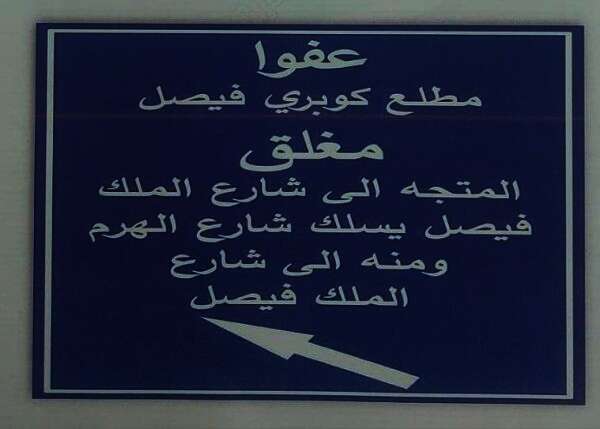 عفوا
مطلع كوبري فيصل
مغلق
المتجه الى شارع الملك
فيصل يسلك شارع الهرم
ومنه الى شارع
الملك فيصل